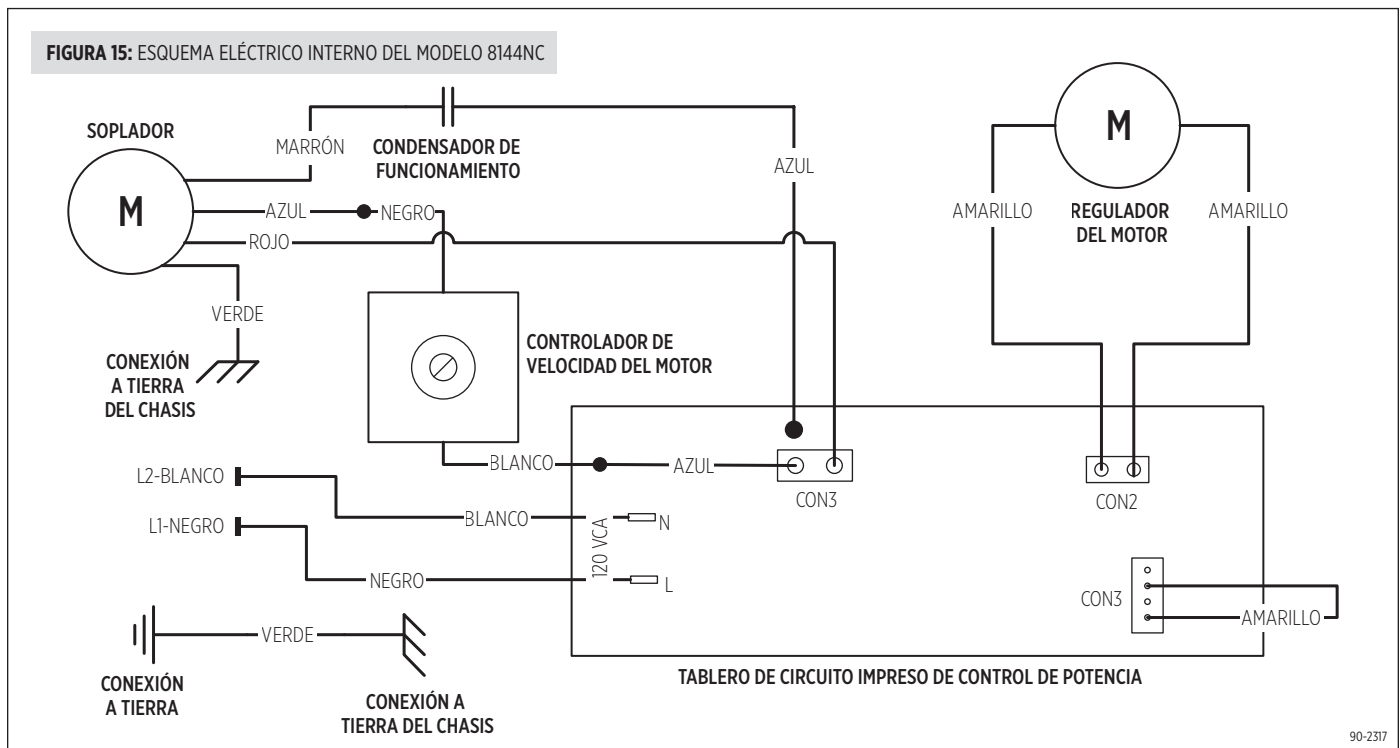 FIGURA 15: ESQUEMA ELÉCTRICO INTERNO DEL MODELO 8144NC
SOPLADOR
M
MARRÓN
CONDENSADOR DE
FUNCIONAMIENTO
AZUL
AZUL
NEGRO
ROJO
VERDE
CONEXIÓN
A TIERRA
DEL CHASIS
CONTROLADOR DE
VELOCIDAD DEL MOTOR
M
AMARILLO
REGULADOR
DEL MOTOR
AMARILLO
BLANCO
AZUL
CON3
CON2
L2-BLANCO
BLANCO
N
L1-NEGRO
NEGRO
L
120 VCA
CON3
AMARILLO
VERDE
CONEXIÓN
A TIERRA
CONEXIÓN A
TIERRA DEL CHASIS
TABLERO DE CIRCUITO IMPRESO DE CONTROL DE POTENCIA
90-2317